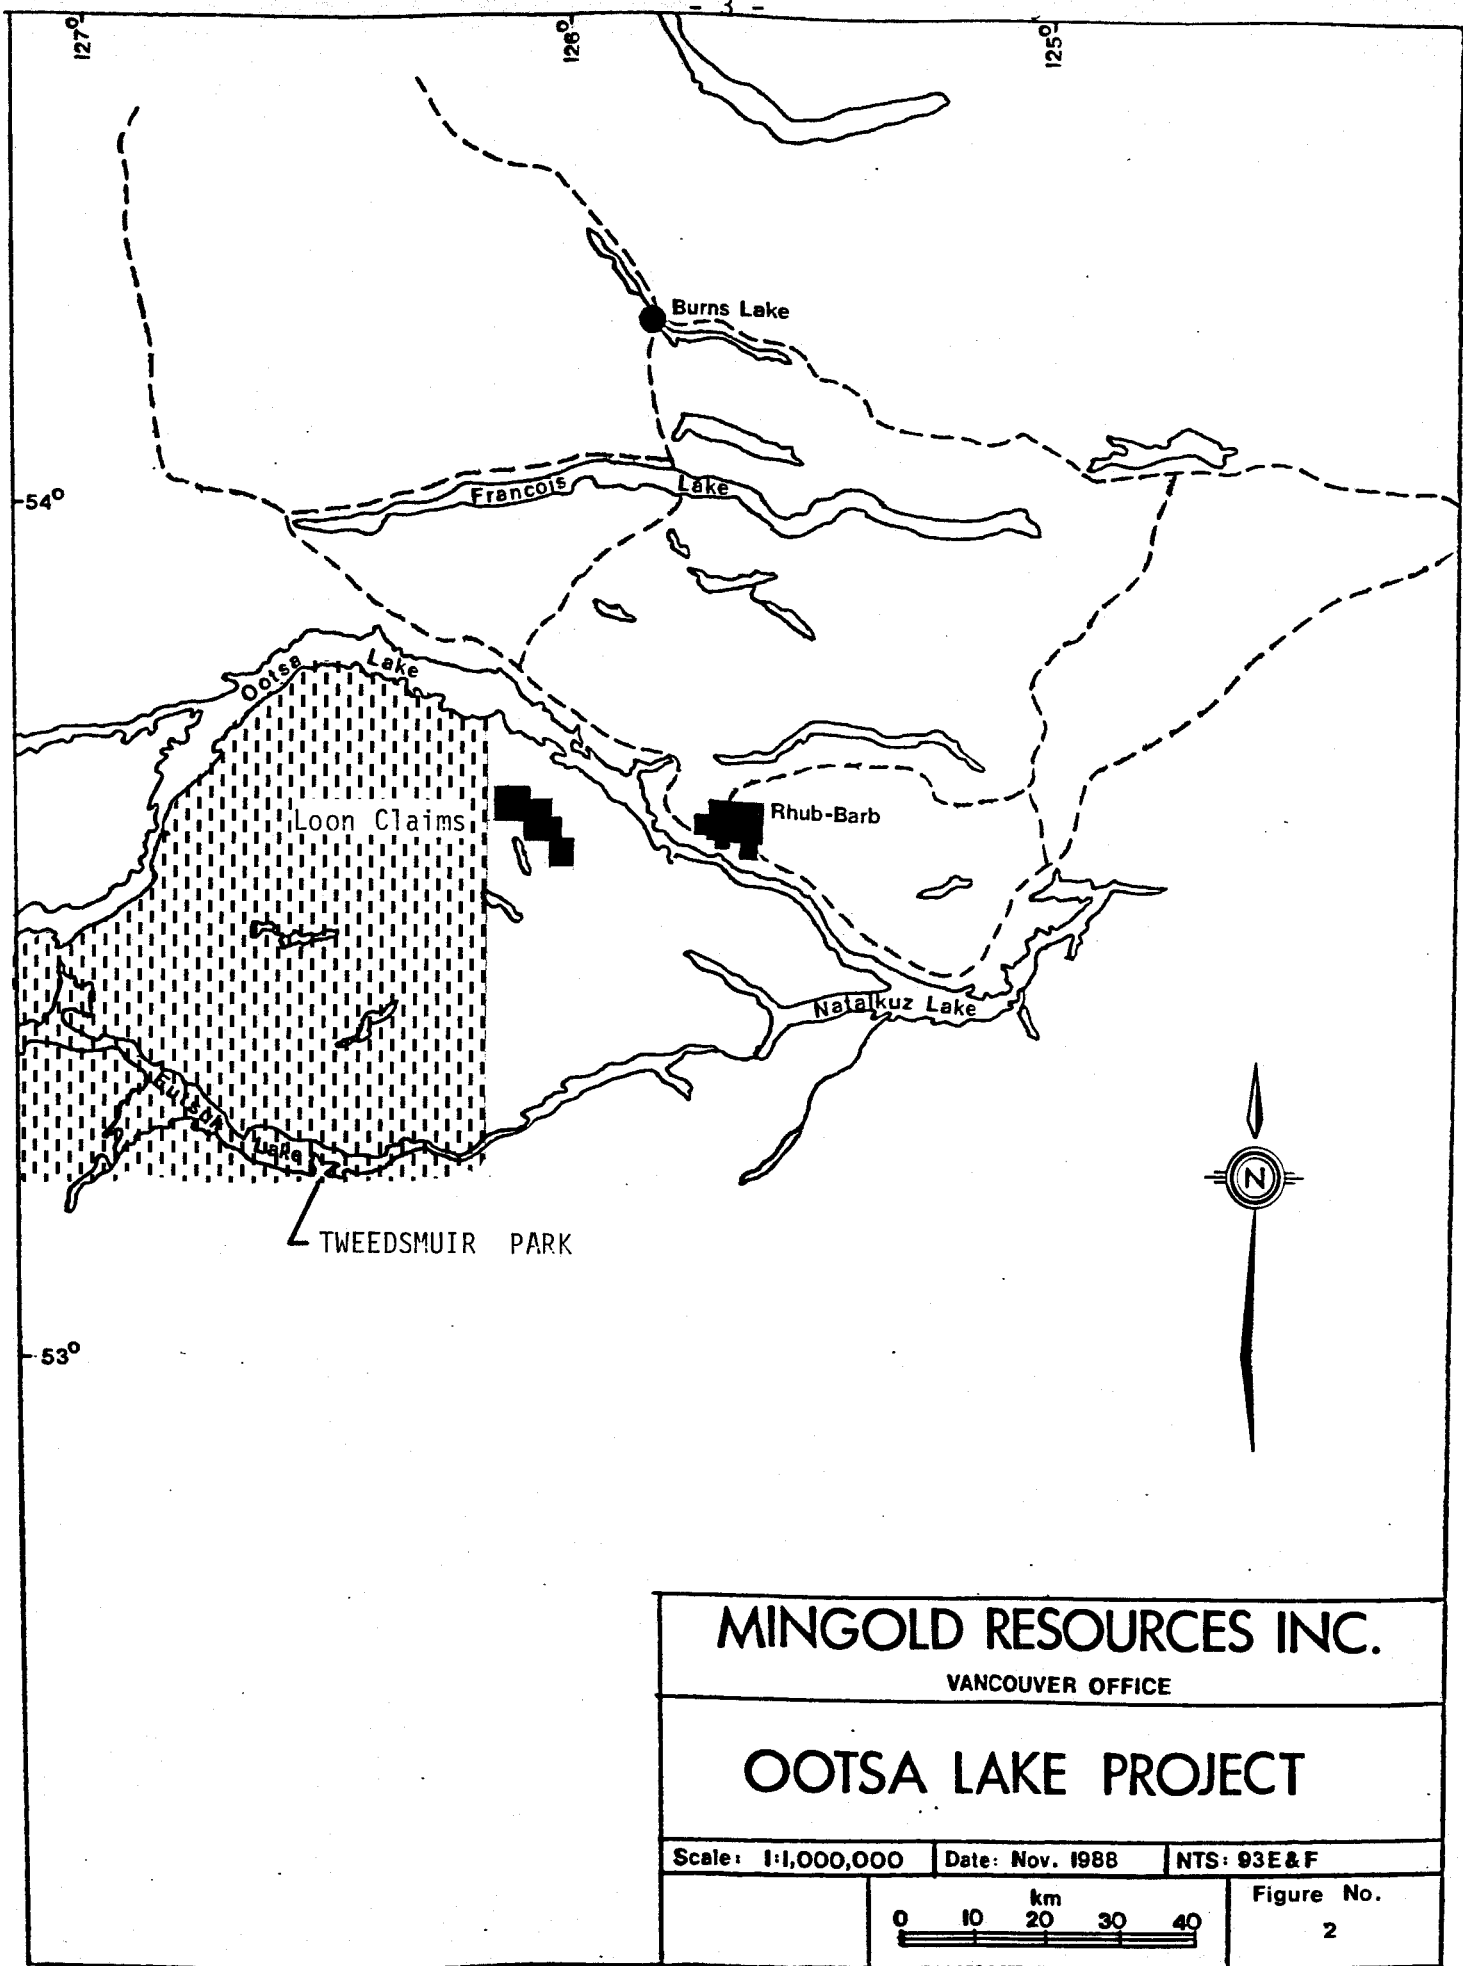 - 3 -
127°
126°
125°
Burns Lake
54°
Francois Lake
Ootsa Lake
Loon Claims
Rhub-Barb
Natalkuz Lake
Eutsuk Lake
TWEEDSMUIR PARK
N
53°
MINGOLD RESOURCES INC.
VANCOUVER OFFICE
OOTSA LAKE PROJECT
Scale: 1:1,000,000 Date: Nov. 1988 NTS: 93E&F
km
0 10 20 30 40
Figure No.
2